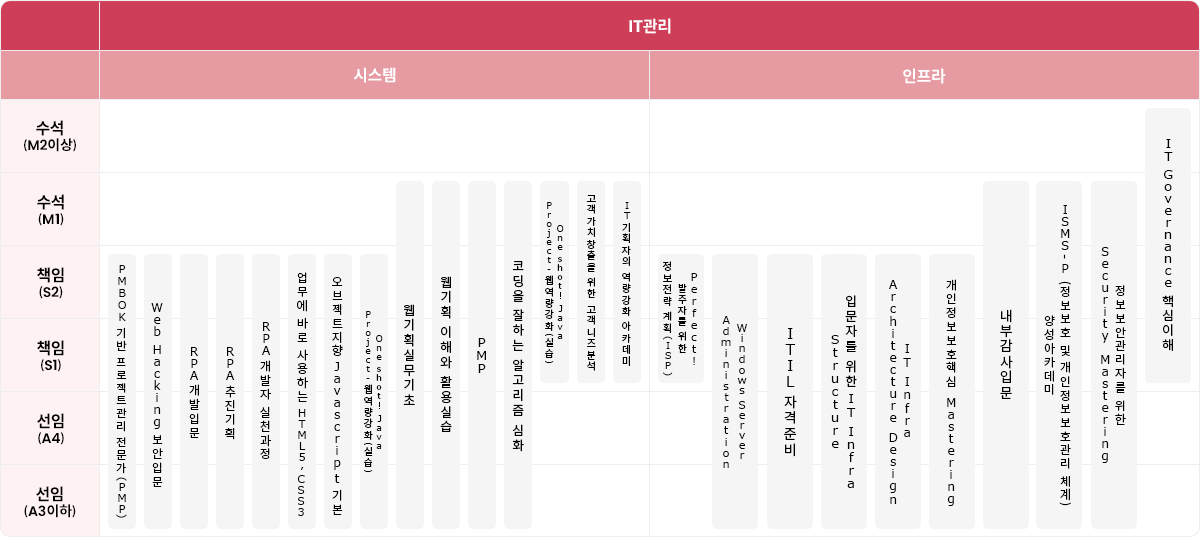 IT관리
시스템
인프라
수석
(M2이상)
수석
(M1)
책임
(S2)
책임
(S1)
선임
(A4)
선임
(A3이하)
PMBOK 기반 프로젝트관리 전문가(PMP)
Web Hacking 보안입문
RPA개발입문
RPA 추진기획
RPA 개발자 실천과정
업무에 바로 사용하는 HTML5,CSS3
오브젝트지향 Javascript 기본
One shot! Java
Project-웹역량강화(실습)
웹기획실무기초
웹기획 이해와 활용실습
PMP
코딩을 잘하는 알고리즘 심화
One shot! Java
Project-웹역량강화(실습)
고객가치창출을 위한 고객니즈분석
IT기획자의 역량강화 아카데미
Perfect!
발주자를 위한
정보전략 계획(ISP)
Windows Server
Administration
ITIL 자격준비
입문자를 위한 IT Infra
Structure
IT Infra
Architecture Design
개인정보보호핵심 Mastering
내부감사입문
ISMS-P (정보보호 및 개인정보보호관리 체계)
양성아카데미
정보보안관리자를 위한
Security Mastering
IT Governance 핵심이해